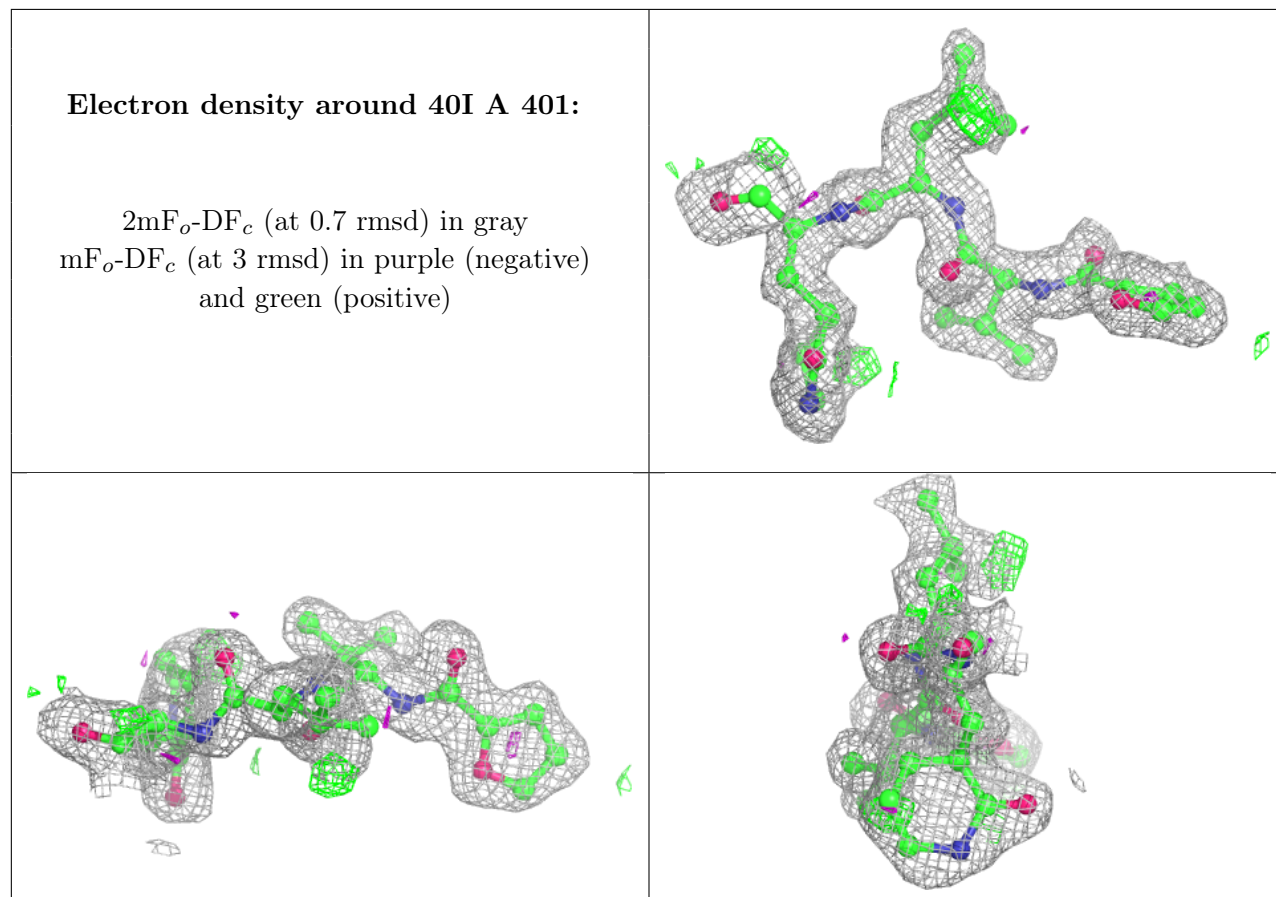 Electron density around 40I A 401:
2mFo-DFc (at 0.7 rmsd) in gray
mFo-DFc (at 3 rmsd) in purple (negative)
and green (positive)